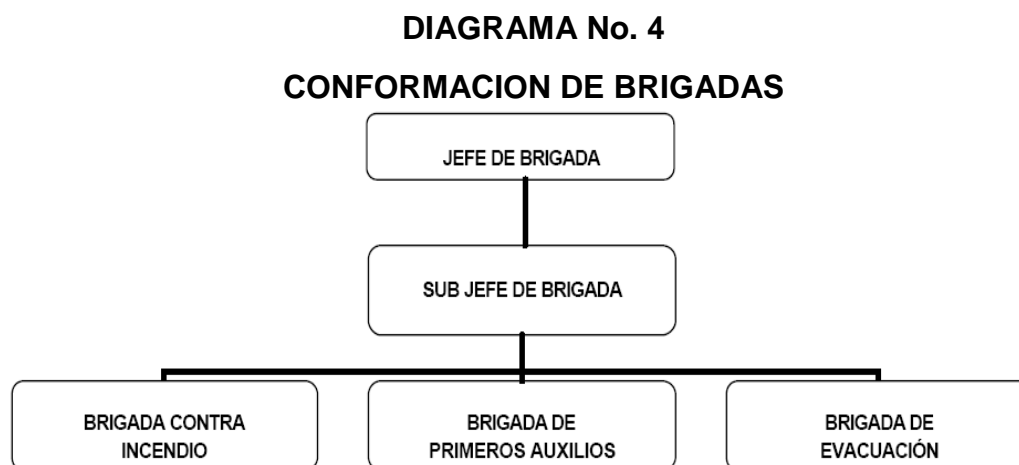 DIAGRAMA No. 4
CONFORMACION DE BRIGADAS
JEFE DE BRIGADA
SUB JEFE DE BRIGADA
BRIGADA CONTRA
INCENDIO
BRIGADA DE
PRIMEROS AUXILIOS
BRIGADA DE
EVACUACIÓN